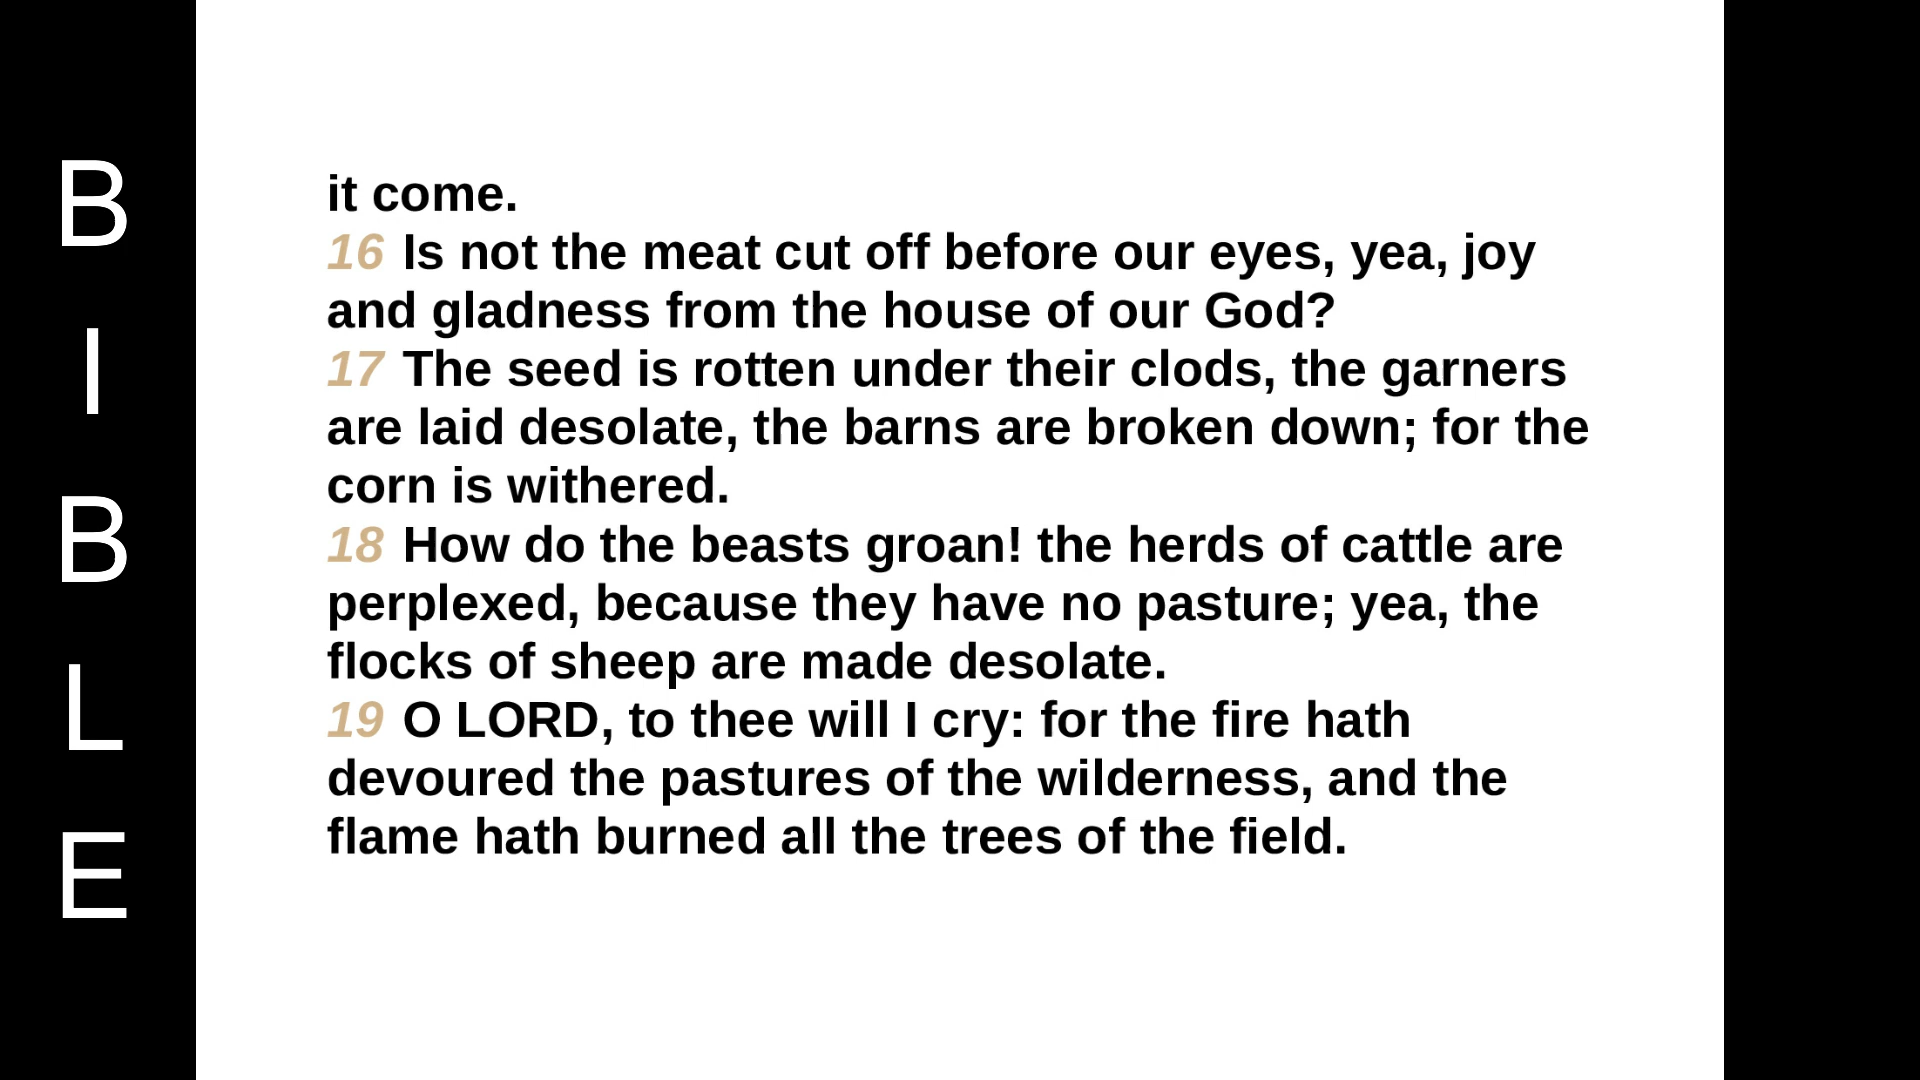 BIBLE
it come.
16 Is not the meat cut off before our eyes, yea, joy
and gladness from the house of our God?
17 The seed is rotten under their clods, the garners
are laid desolate, the barns are broken down; for the
corn is withered.
18 How do the beasts groan! the herds of cattle are
perplexed, because they have no pasture; yea, the
flocks of sheep are made desolate.
19 O LORD, to thee will I cry: for the fire hath
devoured the pastures of the wilderness, and the
flame hath burned all the trees of the field.